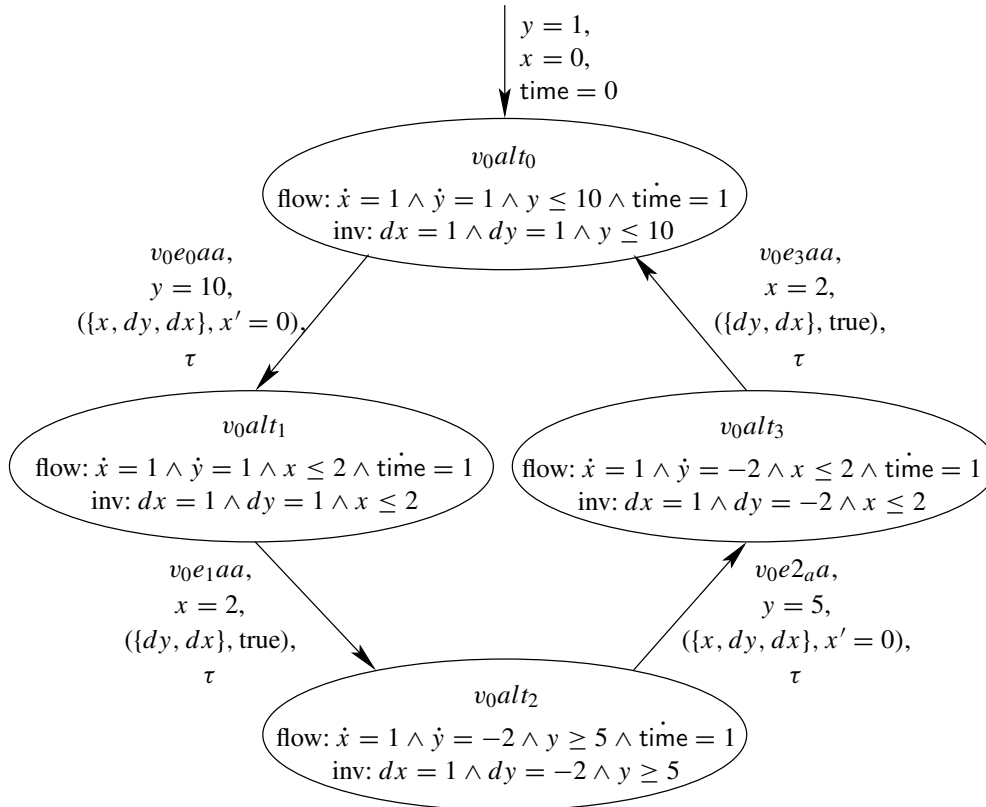 y = 1,
x = 0,
time = 0
v₀alt₀
flow: ẋ = 1 ∧ ẏ = 1 ∧ y ≤ 10 ∧ tiṁe = 1
inv: dx = 1 ∧ dy = 1 ∧ y ≤ 10
v₀e₀aa,
y = 10,
({x, dy, dx}, x′ = 0),
τ
v₀e₃aa,
x = 2,
({dy, dx}, true),
τ
v₀alt₁
flow: ẋ = 1 ∧ ẏ = 1 ∧ x ≤ 2 ∧ tiṁe = 1
inv: dx = 1 ∧ dy = 1 ∧ x ≤ 2
v₀alt₃
flow: ẋ = 1 ∧ ẏ = −2 ∧ x ≤ 2 ∧ tiṁe = 1
inv: dx = 1 ∧ dy = −2 ∧ x ≤ 2
v₀e₁aa,
x = 2,
({dy, dx}, true),
τ
v₀e2ₐa,
y = 5,
({x, dy, dx}, x′ = 0),
τ
v₀alt₂
flow: ẋ = 1 ∧ ẏ = −2 ∧ y ≥ 5 ∧ tiṁe = 1
inv: dx = 1 ∧ dy = −2 ∧ y ≥ 5